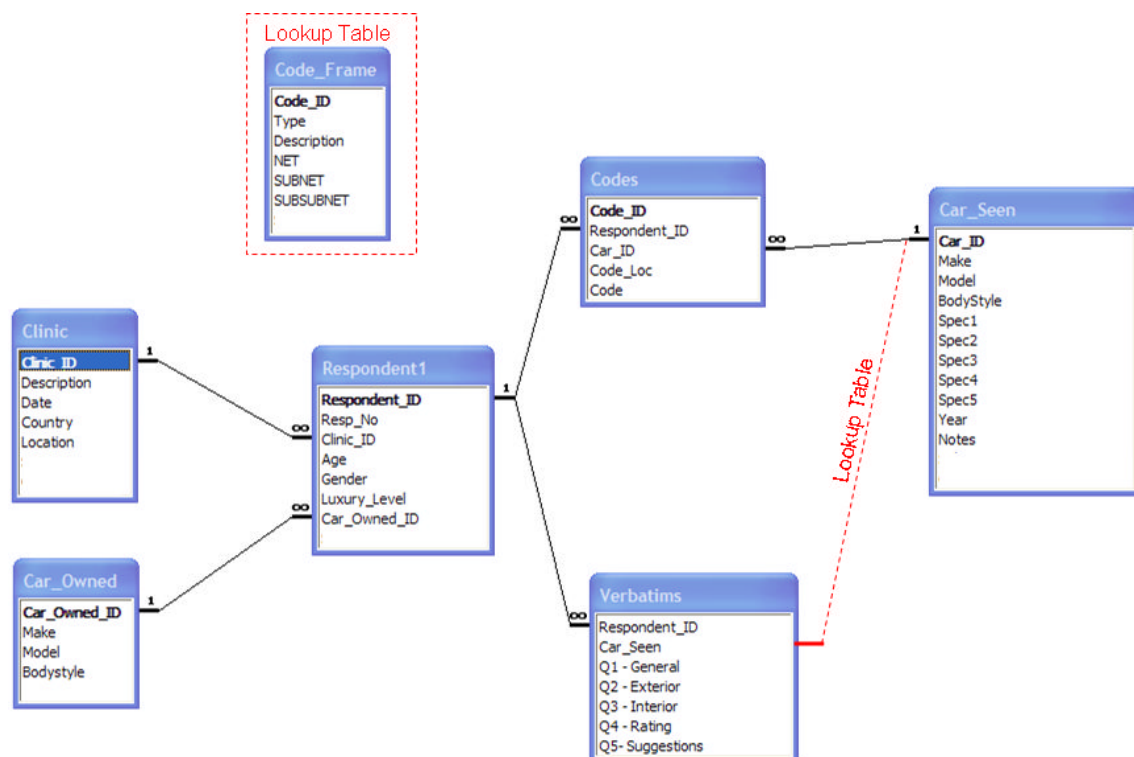 Lookup Table
Code_Frame
Code_ID
Type
Description
NET
SUBNET
SUBSUBNET
Clinic
Clinic_ID
Description
Date
Country
Location
1
∞
Car_Owned
Car_Owned_ID
Make
Model
Bodystyle
1
∞
Respondent1
Respondent_ID
Resp_No
Clinic_ID
Age
Gender
Luxury_Level
Car_Owned_ID
1
∞
∞
Codes
Code_ID
Respondent_ID
Car_ID
Code_Loc
Code
∞
1
Car_Seen
Car_ID
Make
Model
BodyStyle
Spec1
Spec2
Spec3
Spec4
Spec5
Year
Notes
Lookup Table
Verbatims
Respondent_ID
Car_Seen
Q1 - General
Q2 - Exterior
Q3 - Interior
Q4 - Rating
Q5- Suggestions